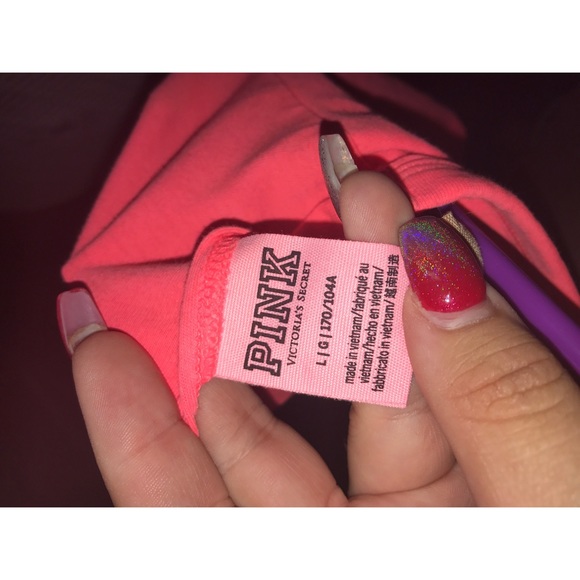 PINK
VICTORIA'S SECRET
L | G | 170/104A
made in vietnam/fabriqué au
vietnam/hecho en vietnam/
fabbricato in vietnam/ 越南制造